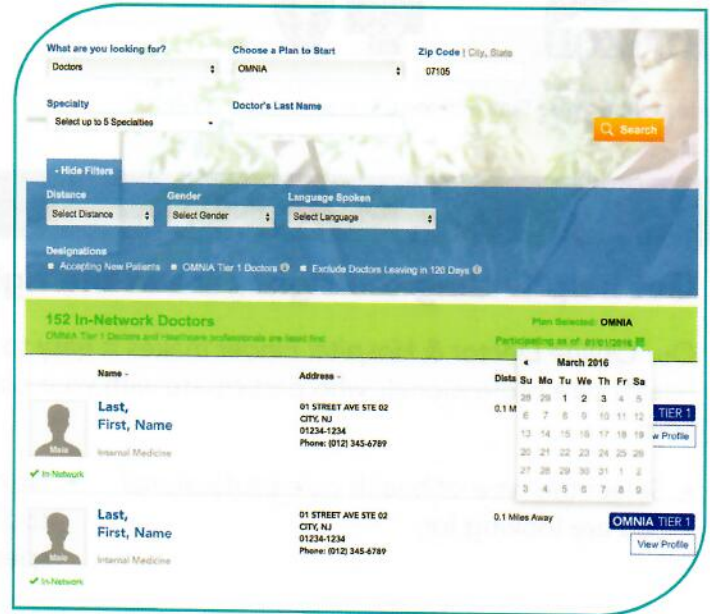 What are you looking for? Choose a Plan to Start Zip Code | City, State
Doctors OMNIA 07105
Specialty Doctor's Last Name
Select up to 5 Specialties
Search
- Hide Filters
Distance Gender Language Spoken
Select Distance Select Gender Select Language
Designations
Accepting New Patients OMNIA Tier 1 Doctors Exclude Doctors Leaving in 120 Days
152 In-Network Doctors Plan Selected: OMNIA
OMNIA Tier 1 Doctors and Healthcare professionals are listed first Participating as of: 01/01/2016
March 2016
Name - Address - Dista
Su Mo Tu We Th Fr Sa
28 29 1 2 3 4 5
6 7 8 9 10 11 12
13 14 15 16 17 18 19
20 21 22 23 24 25 26
27 28 29 30 31 1 2
3 4 5 6 7 8 9
Last, 01 STREET AVE STE 02 0.1 M TIER 1
First, Name CITY, NJ
01234-1234 w Profile
Male Internal Medicine Phone: (012) 345-6789
In-Network
Last, 01 STREET AVE STE 02 0.1 Miles Away OMNIA TIER 1
First, Name CITY, NJ
01234-1234 View Profile
Male Internal Medicine Phone: (012) 345-6789
In-Network